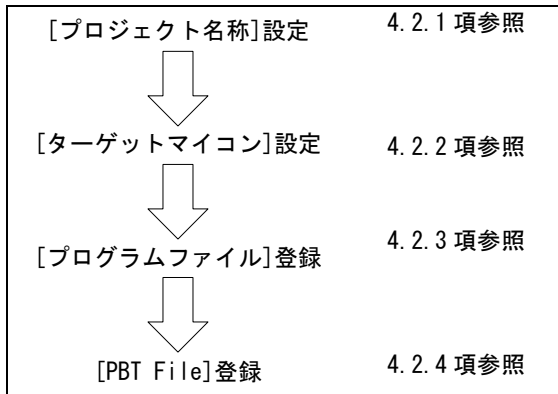 [プロジェクト名称]設定 4.2.1項参照
[ターゲットマイコン]設定 4.2.2項参照
[プログラムファイル]登録 4.2.3項参照
[PBT File]登録 4.2.4項参照